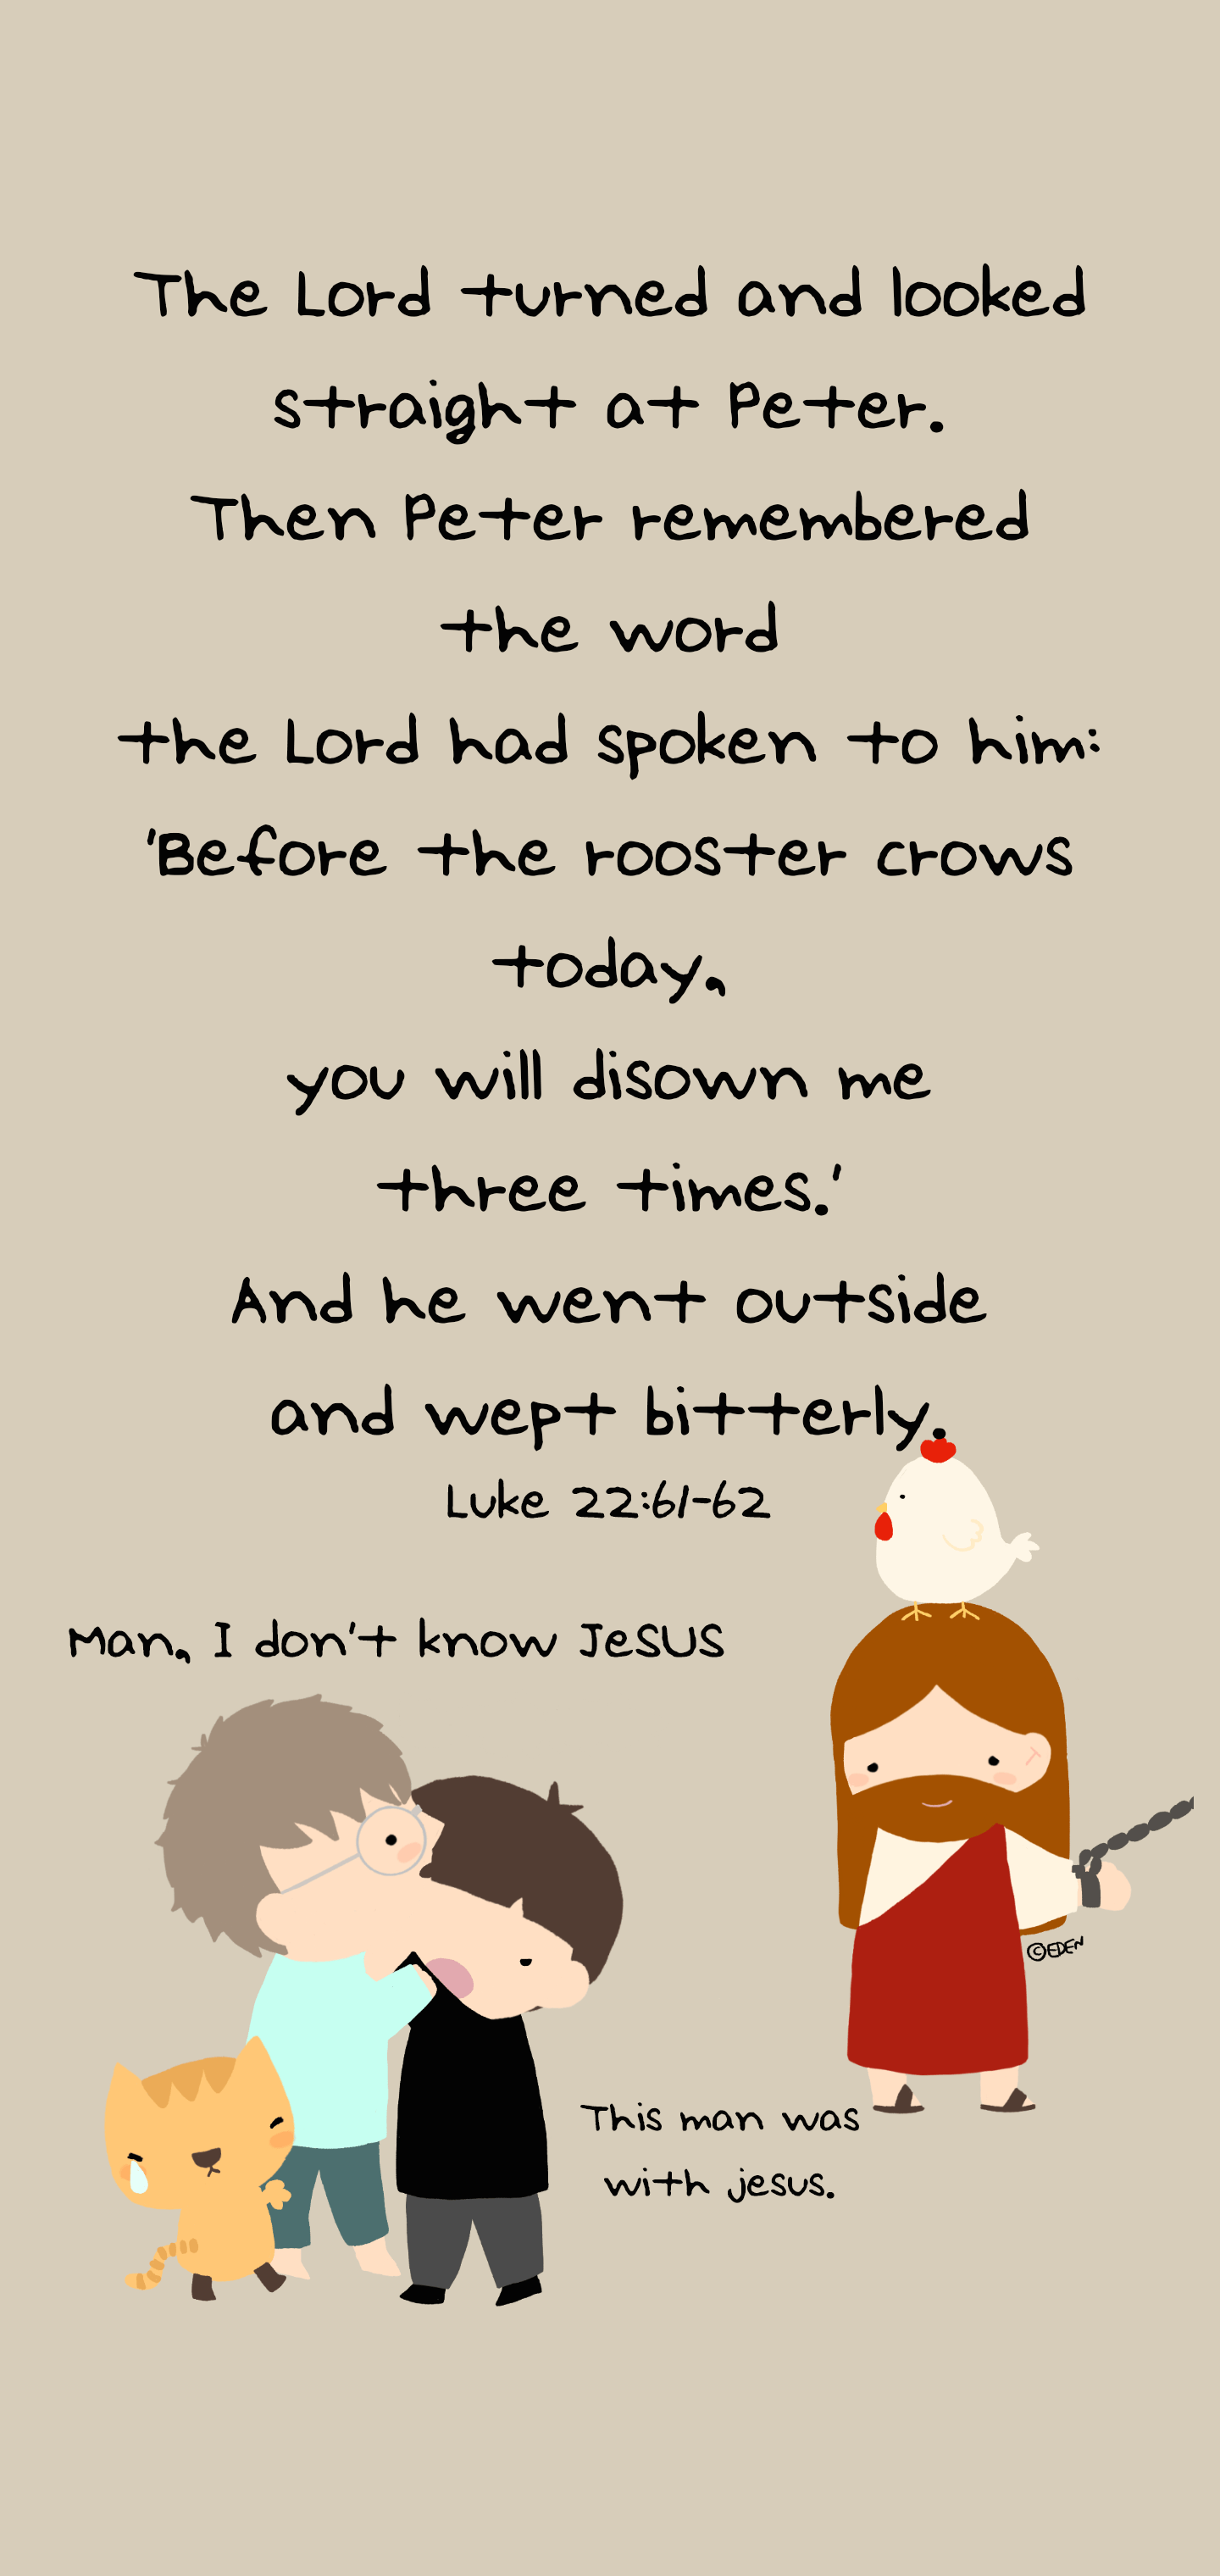 The Lord turned and looked
straight at Peter.
Then Peter remembered
the word
the Lord had spoken to him:
'Before the rooster crows
today,
you will disown me
three times.'
And he went outside
and wept bitterly.
Luke 22:61-62
Man, I don't know JeSUS
©EDEN
This man was
with jesus.